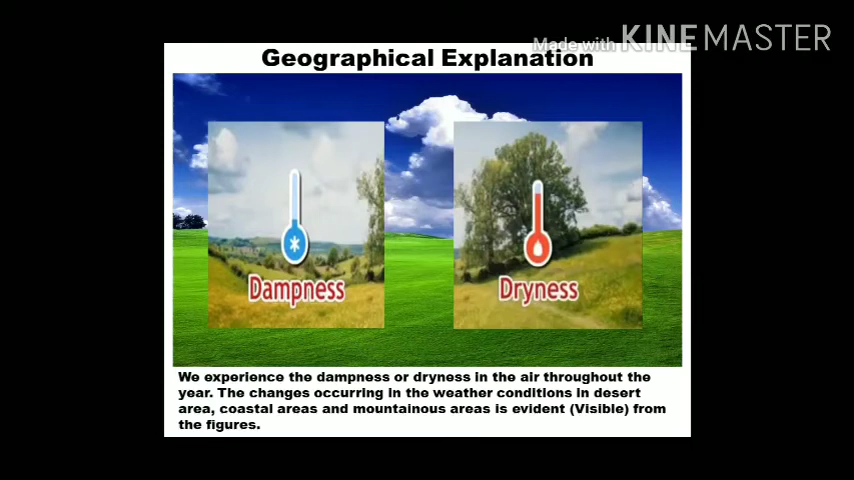 Made with KINEMASTER
Geographical Explanation
Dampness
Dryness
We experience the dampness or dryness in the air throughout the
year. The changes occurring in the weather conditions in desert
area, coastal areas and mountainous areas is evident (Visible) from
the figures.